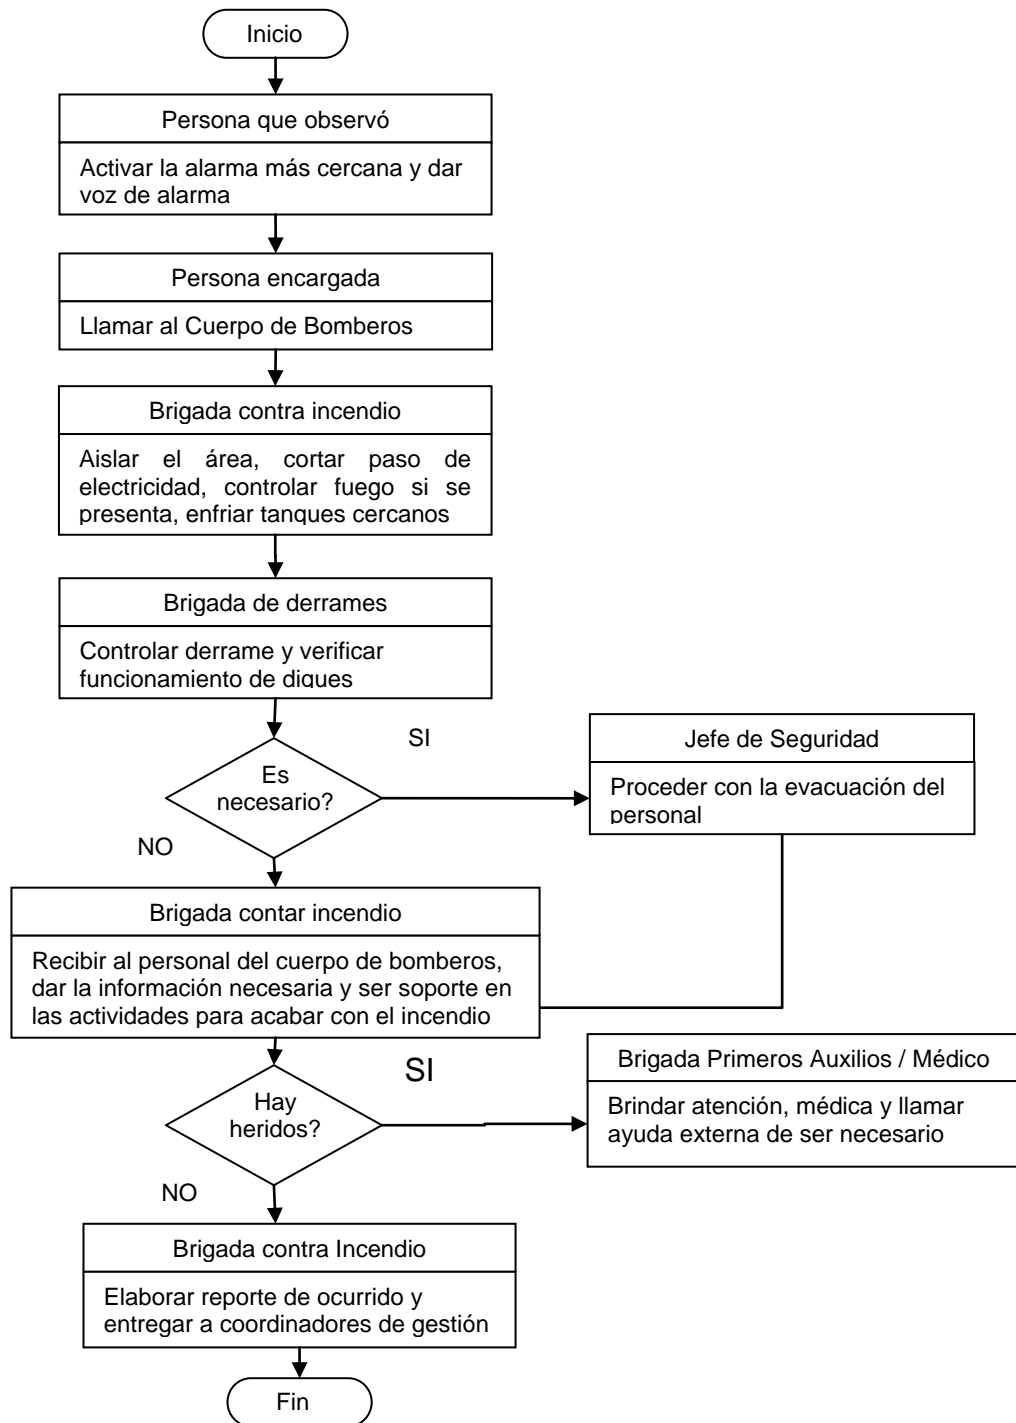 Inicio
Persona que observó
Activar la alarma más cercana y dar
voz de alarma
Persona encargada
Llamar al Cuerpo de Bomberos
Brigada contra incendio
Aislar el área, cortar paso de
electricidad, controlar fuego si se
presenta, enfriar tanques cercanos
Brigada de derrames
Controlar derrame y verificar
funcionamiento de diques
SI
Es
necesario?
Jefe de Seguridad
Proceder con la evacuación del
personal
NO
Brigada contar incendio
Recibir al personal del cuerpo de bomberos,
dar la información necesaria y ser soporte en
las actividades para acabar con el incendio
SI
Hay
heridos?
Brigada Primeros Auxilios / Médico
Brindar atención, médica y llamar
ayuda externa de ser necesario
NO
Brigada contra Incendio
Elaborar reporte de ocurrido y
entregar a coordinadores de gestión
Fin